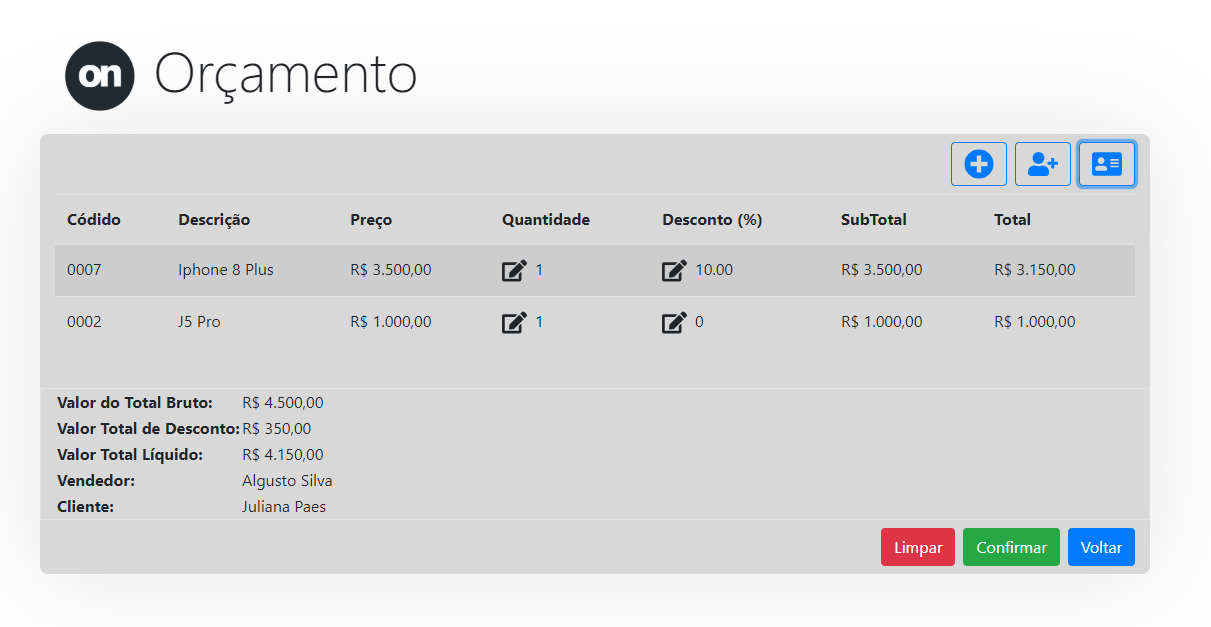 on Orçamento
Códido Descrição Preço Quantidade Desconto (%) SubTotal Total
0007 Iphone 8 Plus R$ 3.500,00 1 10.00 R$ 3.500,00 R$ 3.150,00
0002 J5 Pro R$ 1.000,00 1 0 R$ 1.000,00 R$ 1.000,00
Valor do Total Bruto: R$ 4.500,00
Valor Total de Desconto: R$ 350,00
Valor Total Líquido: R$ 4.150,00
Vendedor: Algusto Silva
Cliente: Juliana Paes
Limpar Confirmar Voltar